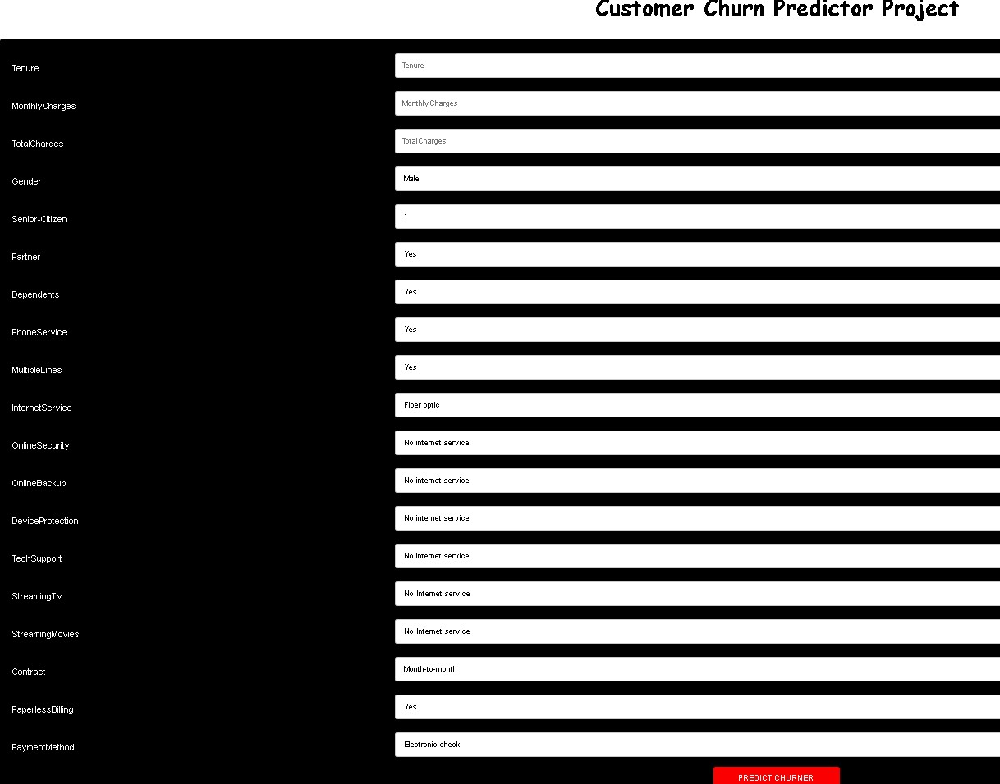 Customer Churn Predictor Project
Tenure Tenure
MonthlyCharges MonthlyCharges
TotalCharges TotalCharges
Gender Male
Senior-Citizen 1
Partner Yes
Dependents Yes
PhoneService Yes
MultipleLines Yes
InternetService Fiber optic
OnlineSecurity No internet service
OnlineBackup No internet service
DeviceProtection No internet service
TechSupport No internet service
StreamingTV No Internet service
StreamingMovies No Internet service
Contract Month-to-month
PaperlessBilling Yes
PaymentMethod Electronic check
PREDICT CHURNER